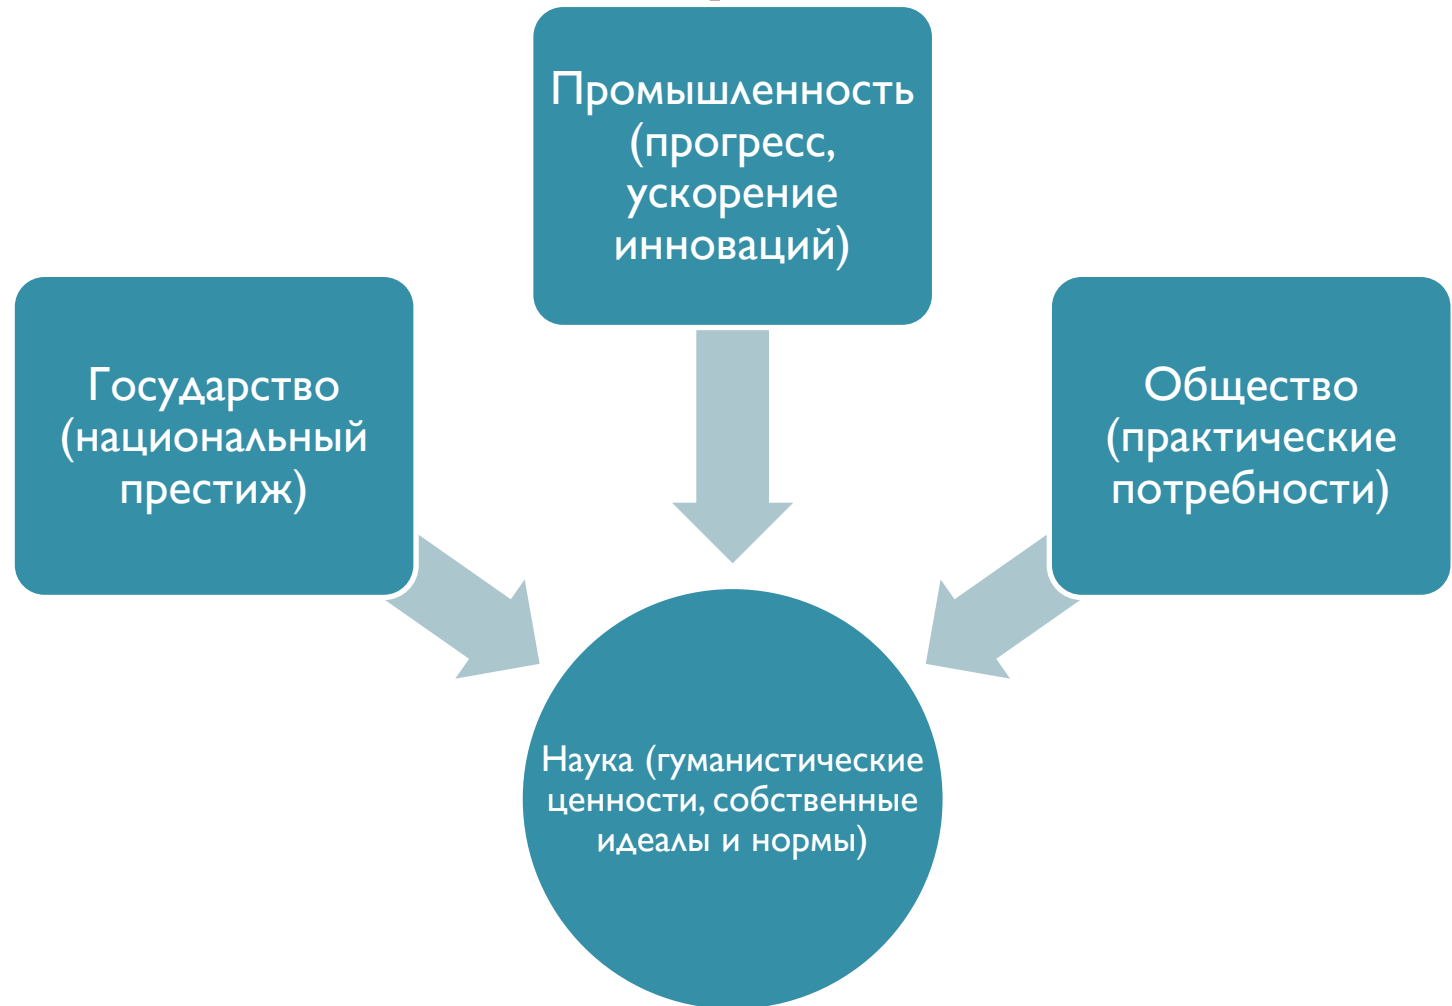 Промышленность
(прогресс,
ускорение
инноваций)
Государство
(национальный
престиж)
Общество
(практические
потребности)
Наука (гуманистические
ценности, собственные
идеалы и нормы)